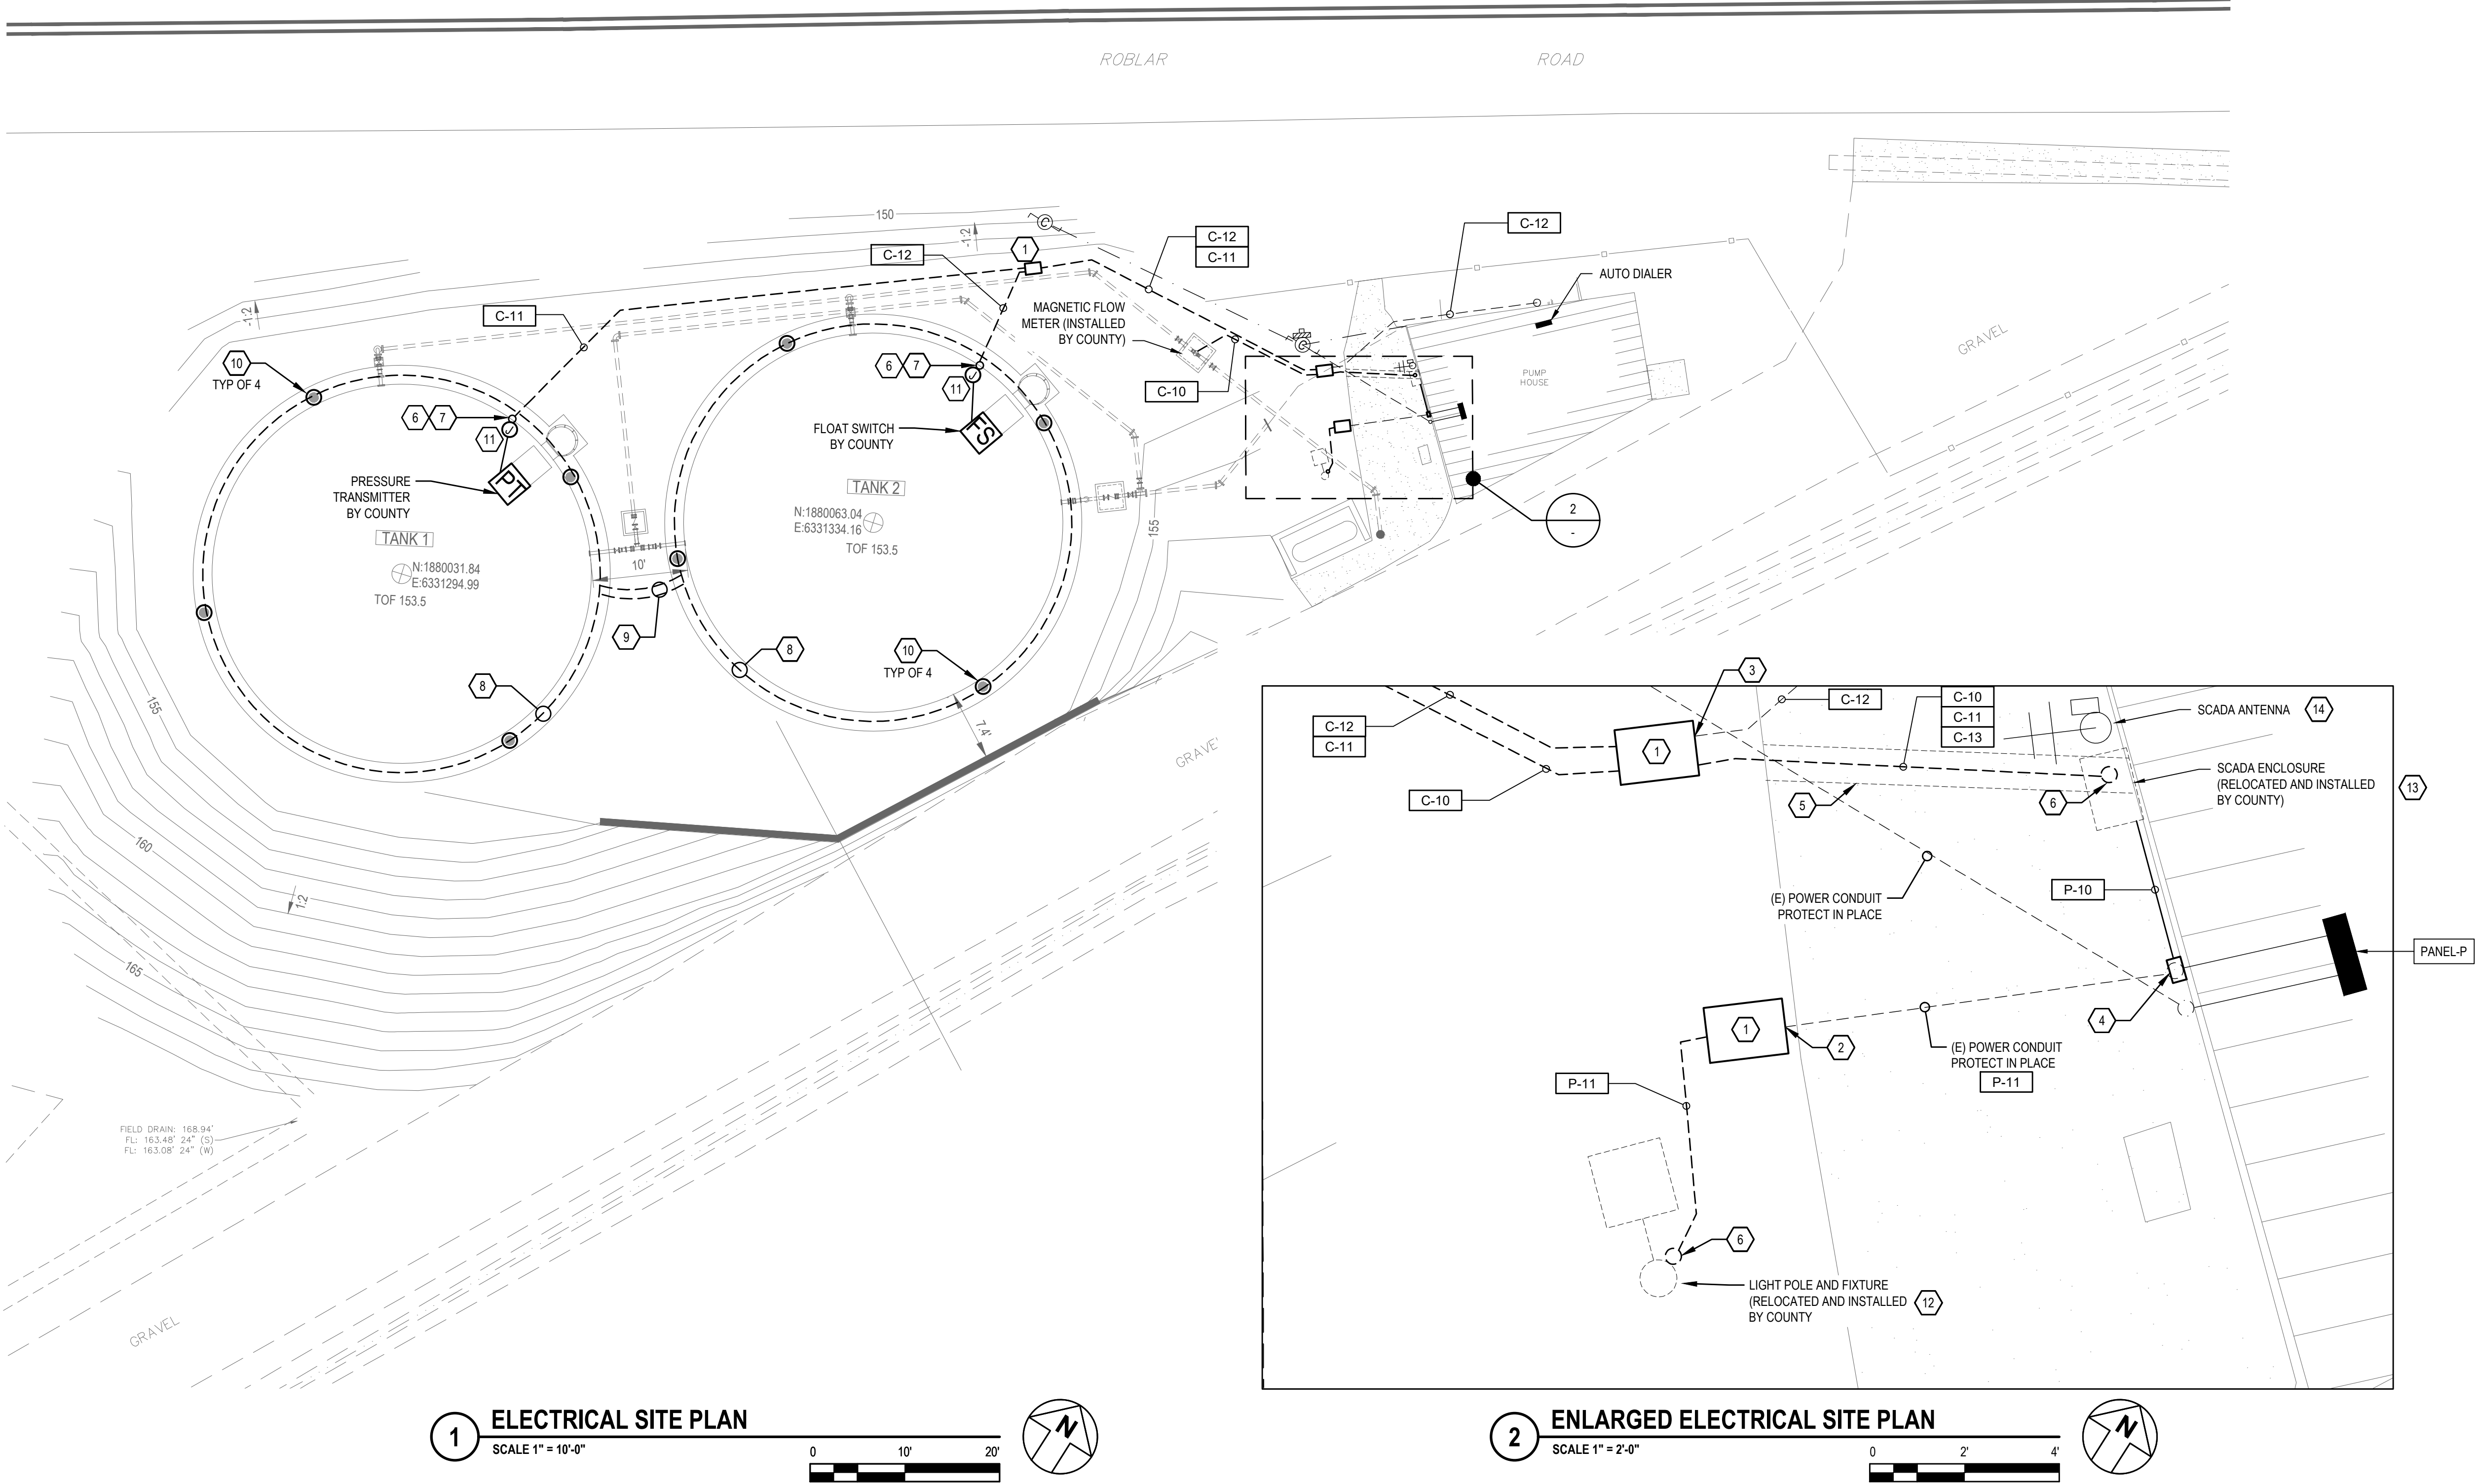 ROBLAR ROAD
150
-1:2
1
C-12
C-12
C-11
C-12
AUTO DIALER
-1:2
C-11
MAGNETIC FLOW
METER (INSTALLED
BY COUNTY)
GRAVEL
10
TYP OF 4
6
7
11
C-10
PUMP
HOUSE
6
7
11
FLOAT SWITCH
BY COUNTY
FS
PRESSURE
TRANSMITTER
BY COUNTY
PT
TANK 2
N:1880063.04
E:6331334.16
TOF 153.5
155
2
-
TANK 1
N:1880031.84
E:6331294.99
TOF 153.5
10'
9
8
10
TYP OF 4
8
7.4'
155
GRAVE
160
1:2
165
FIELD DRAIN: 168.94'
FL: 163.48' 24" (S)
FL: 163.08' 24" (W)
GRAVEL
3
C-12
C-11
1
C-12
C-10
C-11
C-13
SCADA ANTENNA
14
C-10
5
6
SCADA ENCLOSURE
(RELOCATED AND INSTALLED
BY COUNTY)
13
(E) POWER CONDUIT
PROTECT IN PLACE
P-10
PANEL-P
1
2
4
(E) POWER CONDUIT
PROTECT IN PLACE
P-11
P-11
6
LIGHT POLE AND FIXTURE
(RELOCATED AND INSTALLED
BY COUNTY
12
1
ELECTRICAL SITE PLAN
SCALE 1" = 10'-0"
0 10' 20'
N
2
ENLARGED ELECTRICAL SITE PLAN
SCALE 1" = 2'-0"
0 2' 4'
N